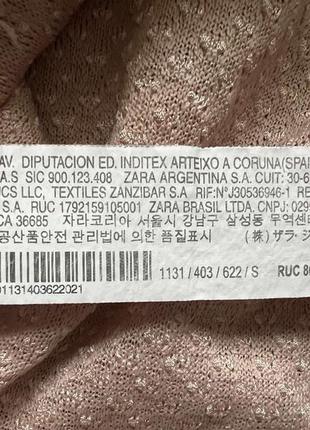 AV. DIPUTACION ED. INDITEX ARTEIXO A CORUNA(SPAI
A.S SIC 900.123.408 ZARA ARGENTINA S.A. CUIT: 30-6
ICS LLC, TEXTILES ZANZIBAR S.A RIF:N°J30536946-1 RE
S.A. RUC 1792159105001 ZARA BRASIL LTDA. CNPJ: 029
CA 36685 자라코리아 서울시 강남구 삼성동 무역센터
공산품안전 관리법에 의한 품질표시 (株) ザラ・ジ
1131 / 403 / 622 / S RUC 80
01131403622021